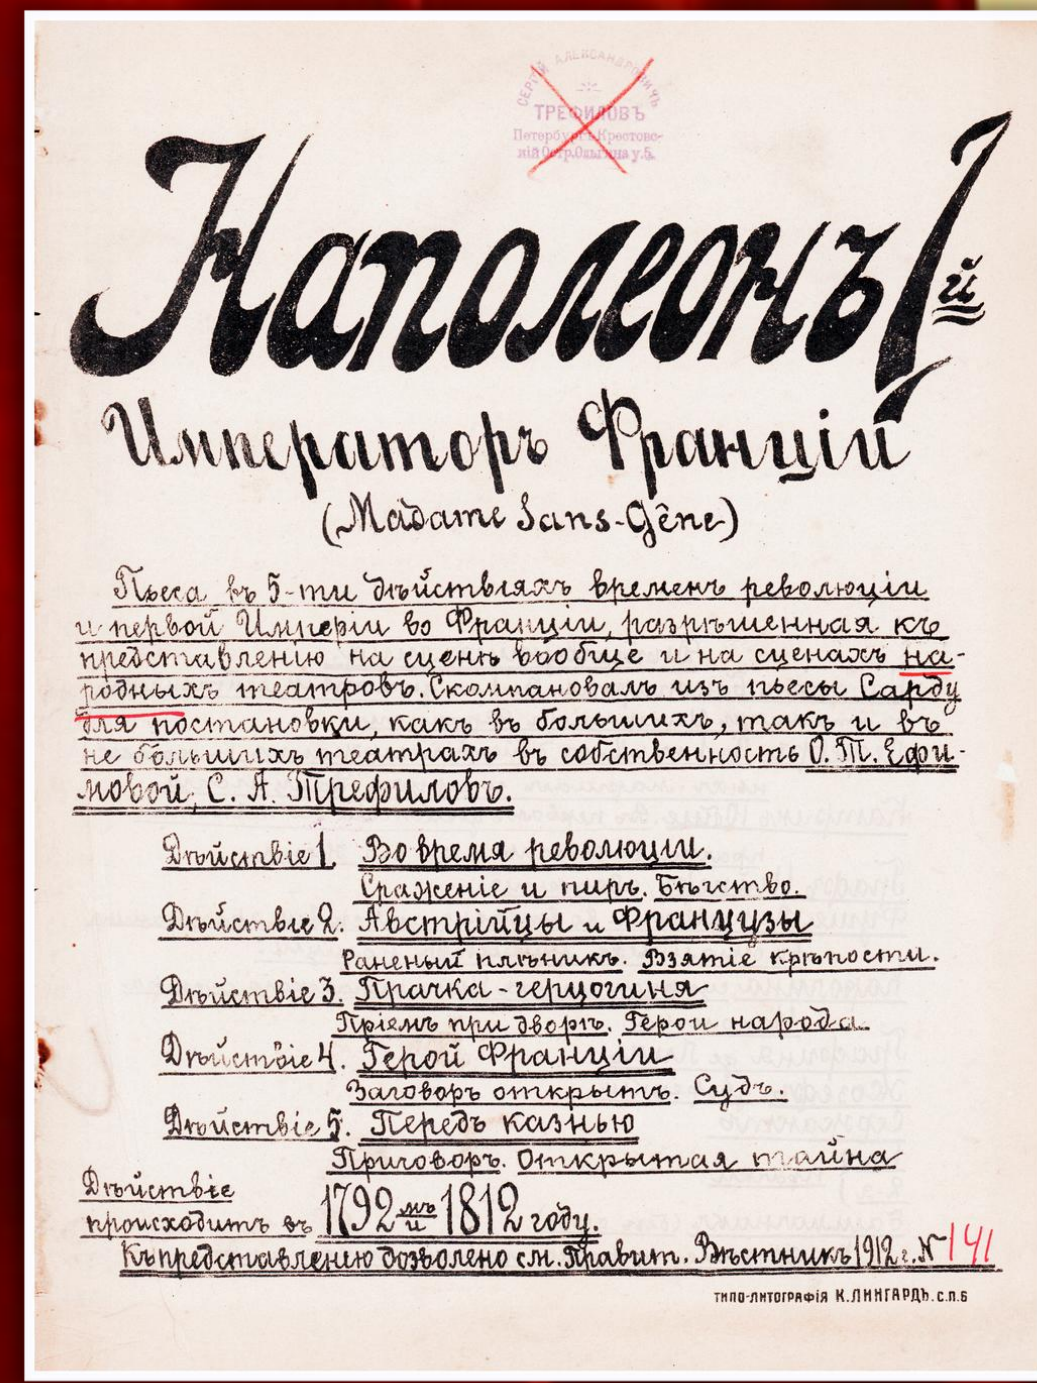 СЕРГѢЙ АЛЕКСАНДРОВИЧЪ
ТРЕФИЛОВЪ
Петербургъ Крестовс-
кій Остр. Ольгина у. 5.
Наполеонъ I й
Императоръ Франціи
(Madame Sans-Gêne)
Пьеса въ 5-ти дѣйствіяхъ временъ революціи
и первой Имперіи во Франціи, разрѣшенная къ
представленію на сценѣ вообще и на сценахъ на-
родныхъ театровъ. Скомпановалъ изъ пьесы Сарду
для постановки, какъ въ большихъ, такъ и въ
не большихъ театрахъ въ собственность О. Т. Ефи-
мовой, С. А. Трефиловъ.
Дѣйствіе 1. Во время революціи.
Сраженіе и пиръ. Бѣгство.
Дѣйствіе 2. Австрійцы и Французы
Раненый плѣникъ. Взятіе крѣпости.
Дѣйствіе 3. Прачка-герцогиня
Пріемъ при дворѣ. Герои народа.
Дѣйствіе 4. Герой Франціи.
Заговоръ открытъ. Судъ.
Дѣйствіе 5. Передъ казнью
Приговоръ. Открытая тайна
Дѣйствіе
происходитъ въ 1792 мъ и 1812 году.
Къ представленію дозволено см. Правит. Вѣстникъ 1912 г. № 141
ТИПО-ЛИТОГРАФІЯ К. ЛИНГАРДЪ. С.П.Б